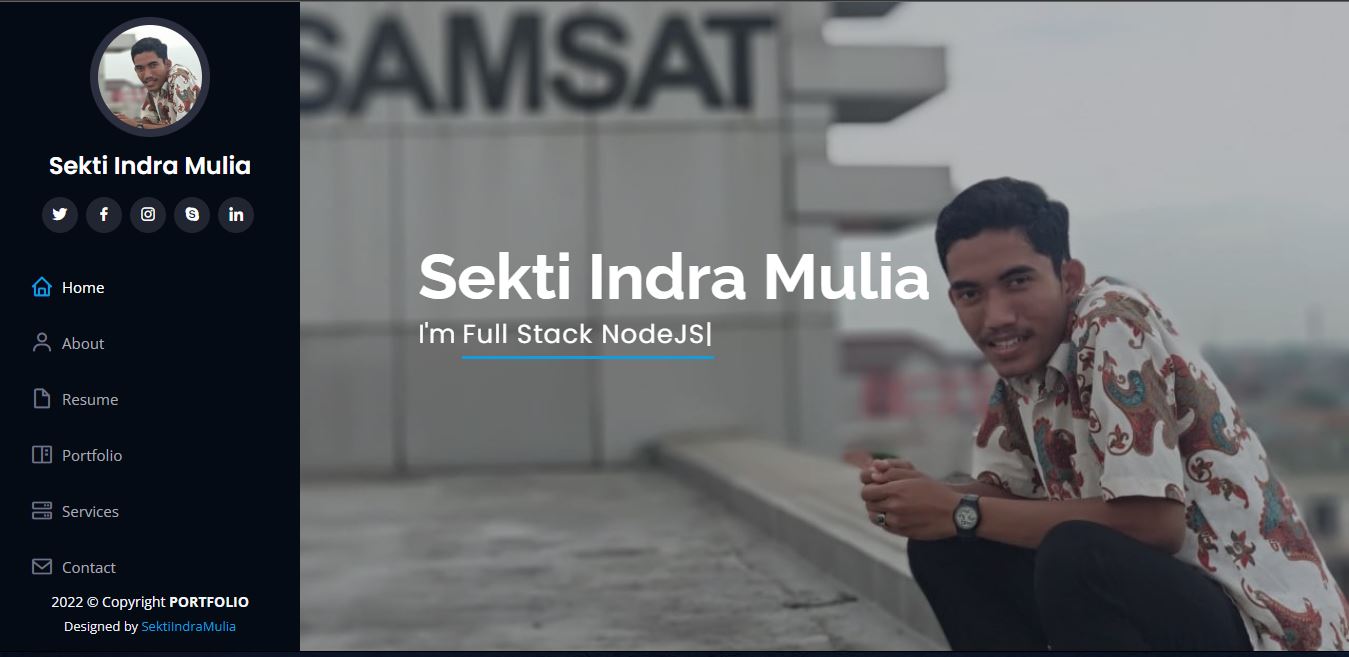 Sekti Indra Mulia
Home
About
Resume
Portfolio
Services
Contact
2022 © Copyright PORTFOLIO
Designed by SektiIndraMulia
SAMSAT
Sekti Indra Mulia
I'm Full Stack NodeJS|